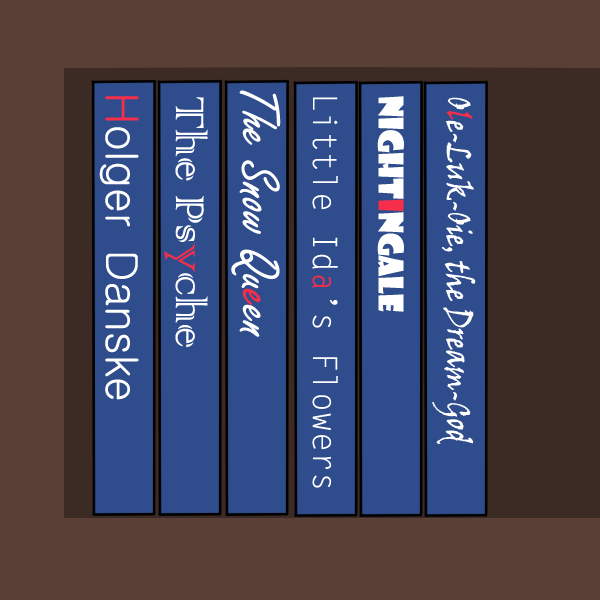 Holger Danske
The Psyche
The Snow Queen
Little Ida's Flowers
NIGHTINGALE
Ole-Luk-Oie, the Dream-God